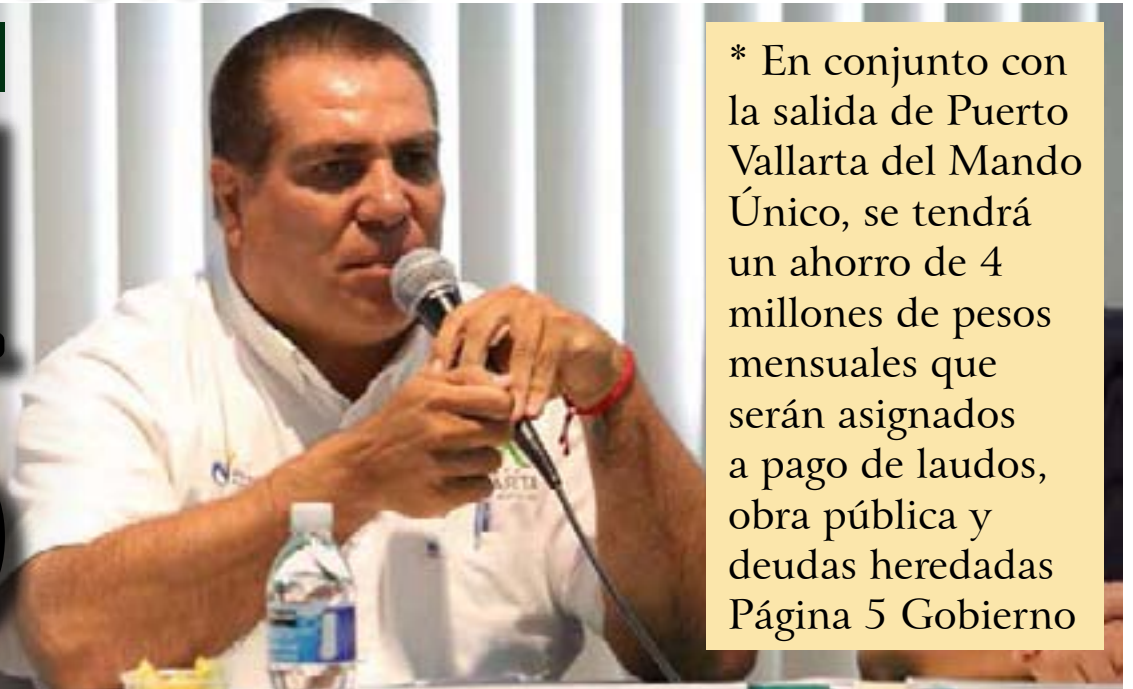 * En conjunto con
la salida de Puerto
Vallarta del Mando
Único, se tendrá
un ahorro de 4
millones de pesos
mensuales que
serán asignados
a pago de laudos,
obra pública y
deudas heredadas
Página 5 Gobierno